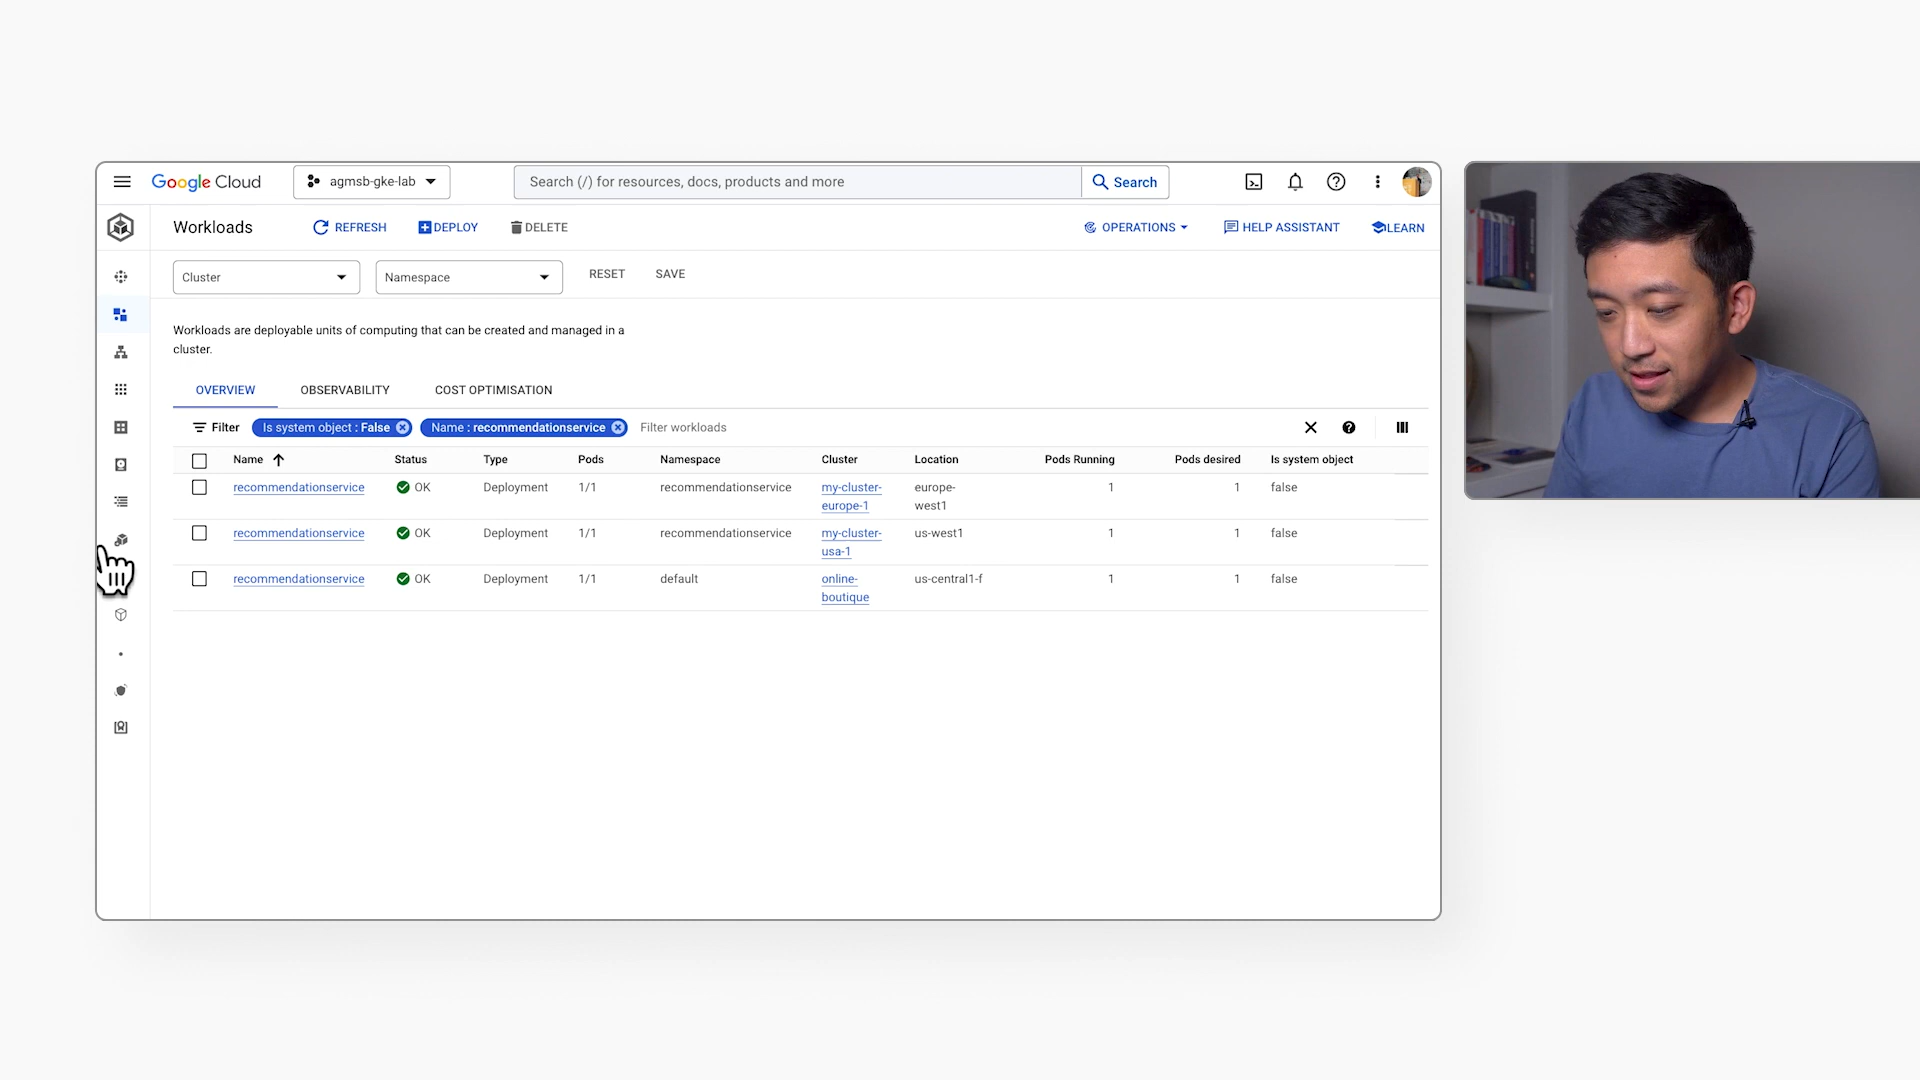 Google Cloud
agmsb-gke-lab
Search (/) for resources, docs, products and more
Search
Workloads
REFRESH
DEPLOY
DELETE
OPERATIONS
HELP ASSISTANT
LEARN
Cluster
Namespace
RESET
SAVE
Workloads are deployable units of computing that can be created and managed in a
cluster.
OVERVIEW
OBSERVABILITY
COST OPTIMISATION
Filter
Is system object : False
Name : recommendationservice
Filter workloads
Name Status Type Pods Namespace Cluster Location Pods Running Pods desired Is system object
recommendationservice OK Deployment 1/1 recommendationservice my-cluster- europe- 1 1 false
europe-1 west1
recommendationservice OK Deployment 1/1 recommendationservice my-cluster- us-west1 1 1 false
usa-1
recommendationservice OK Deployment 1/1 default online- us-central1-f 1 1 false
boutique